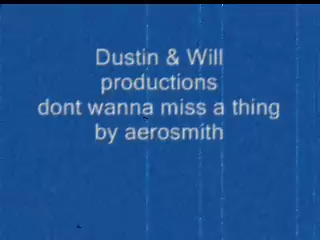 Dustin & Will
productions
dont wanna miss a thing
by aerosmith